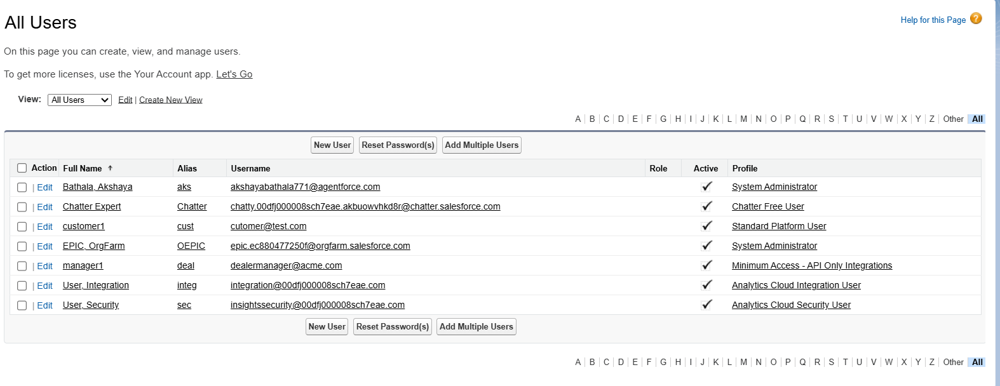 All Users
Help for this Page ?
On this page you can create, view, and manage users.
To get more licenses, use the Your Account app. Let's Go
View: All Users Edit | Create New View
A | B | C | D | E | F | G | H | I | J | K | L | M | N | O | P | Q | R | S | T | U | V | W | X | Y | Z | Other | All
New User Reset Password(s) Add Multiple Users
Action Full Name ↑ Alias Username Role Active Profile
| Edit Bathala, Akshaya aks akshayabathala771@agentforce.com ✓ System Administrator
| Edit Chatter Expert Chatter chatty.00dfj000008sch7eae.akbuowvhkd8r@chatter.salesforce.com ✓ Chatter Free User
| Edit customer1 cust cutomer@test.com ✓ Standard Platform User
| Edit EPIC, OrgFarm OEPIC epic.ec880477250f@orgfarm.salesforce.com ✓ System Administrator
| Edit manager1 deal dealermanager@acme.com ✓ Minimum Access - API Only Integrations
| Edit User, Integration integ integration@00dfj000008sch7eae.com ✓ Analytics Cloud Integration User
| Edit User, Security sec insightssecurity@00dfj000008sch7eae.com ✓ Analytics Cloud Security User
New User Reset Password(s) Add Multiple Users
A | B | C | D | E | F | G | H | I | J | K | L | M | N | O | P | Q | R | S | T | U | V | W | X | Y | Z | Other | All